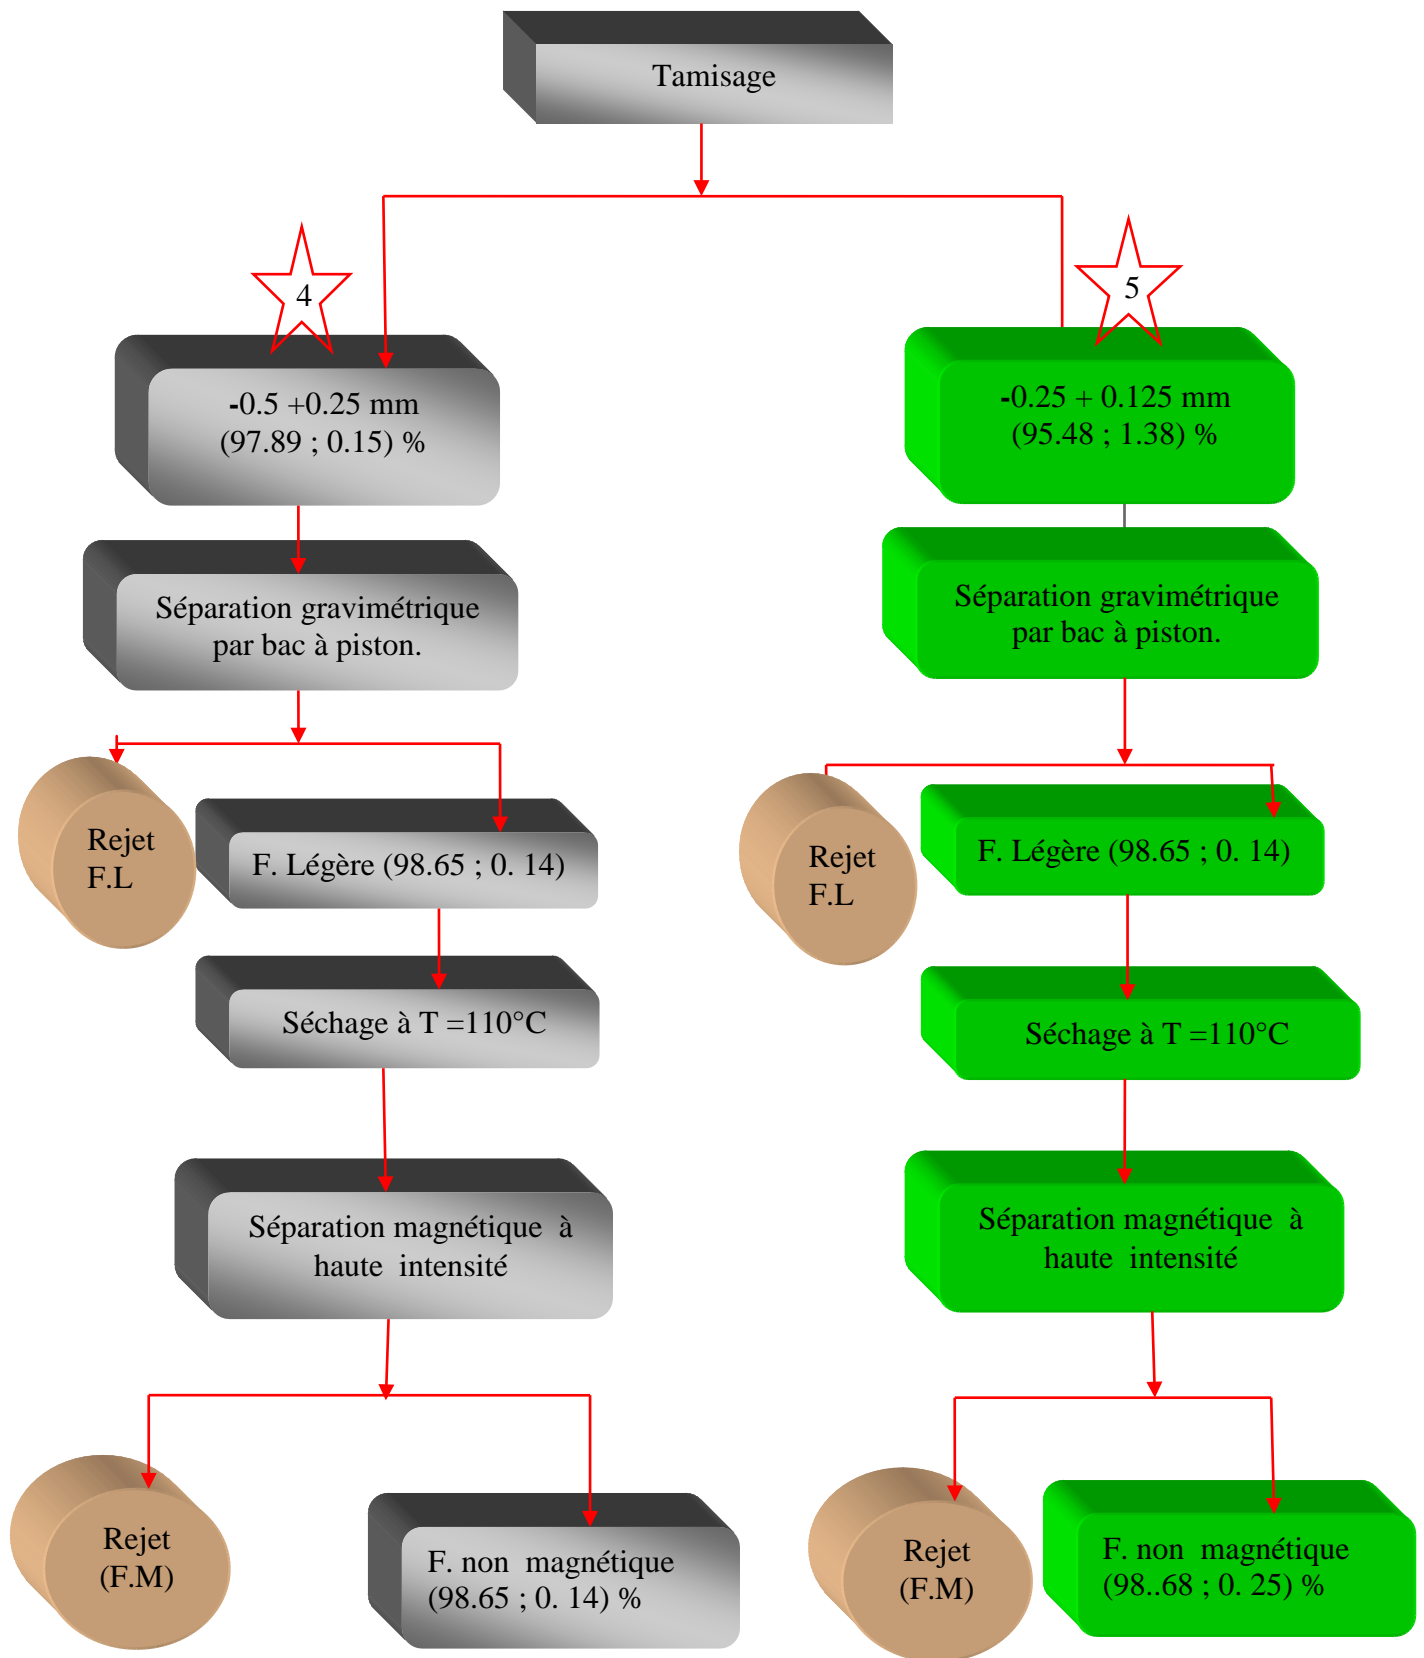 Tamisage
4
-0.5 +0.25 mm
(97.89 ; 0.15) %
Séparation gravimétrique
par bac à piston.
Rejet
F.L
F. Légère (98.65 ; 0. 14)
Séchage à T =110°C
Séparation magnétique à
haute intensité
Rejet
(F.M)
F. non magnétique
(98.65 ; 0. 14) %
5
-0.25 + 0.125 mm
(95.48 ; 1.38) %
Séparation gravimétrique
par bac à piston.
Rejet
F.L
F. Légère (98.65 ; 0. 14)
Séchage à T =110°C
Séparation magnétique à
haute intensité
Rejet
(F.M)
F. non magnétique
(98..68 ; 0. 25) %